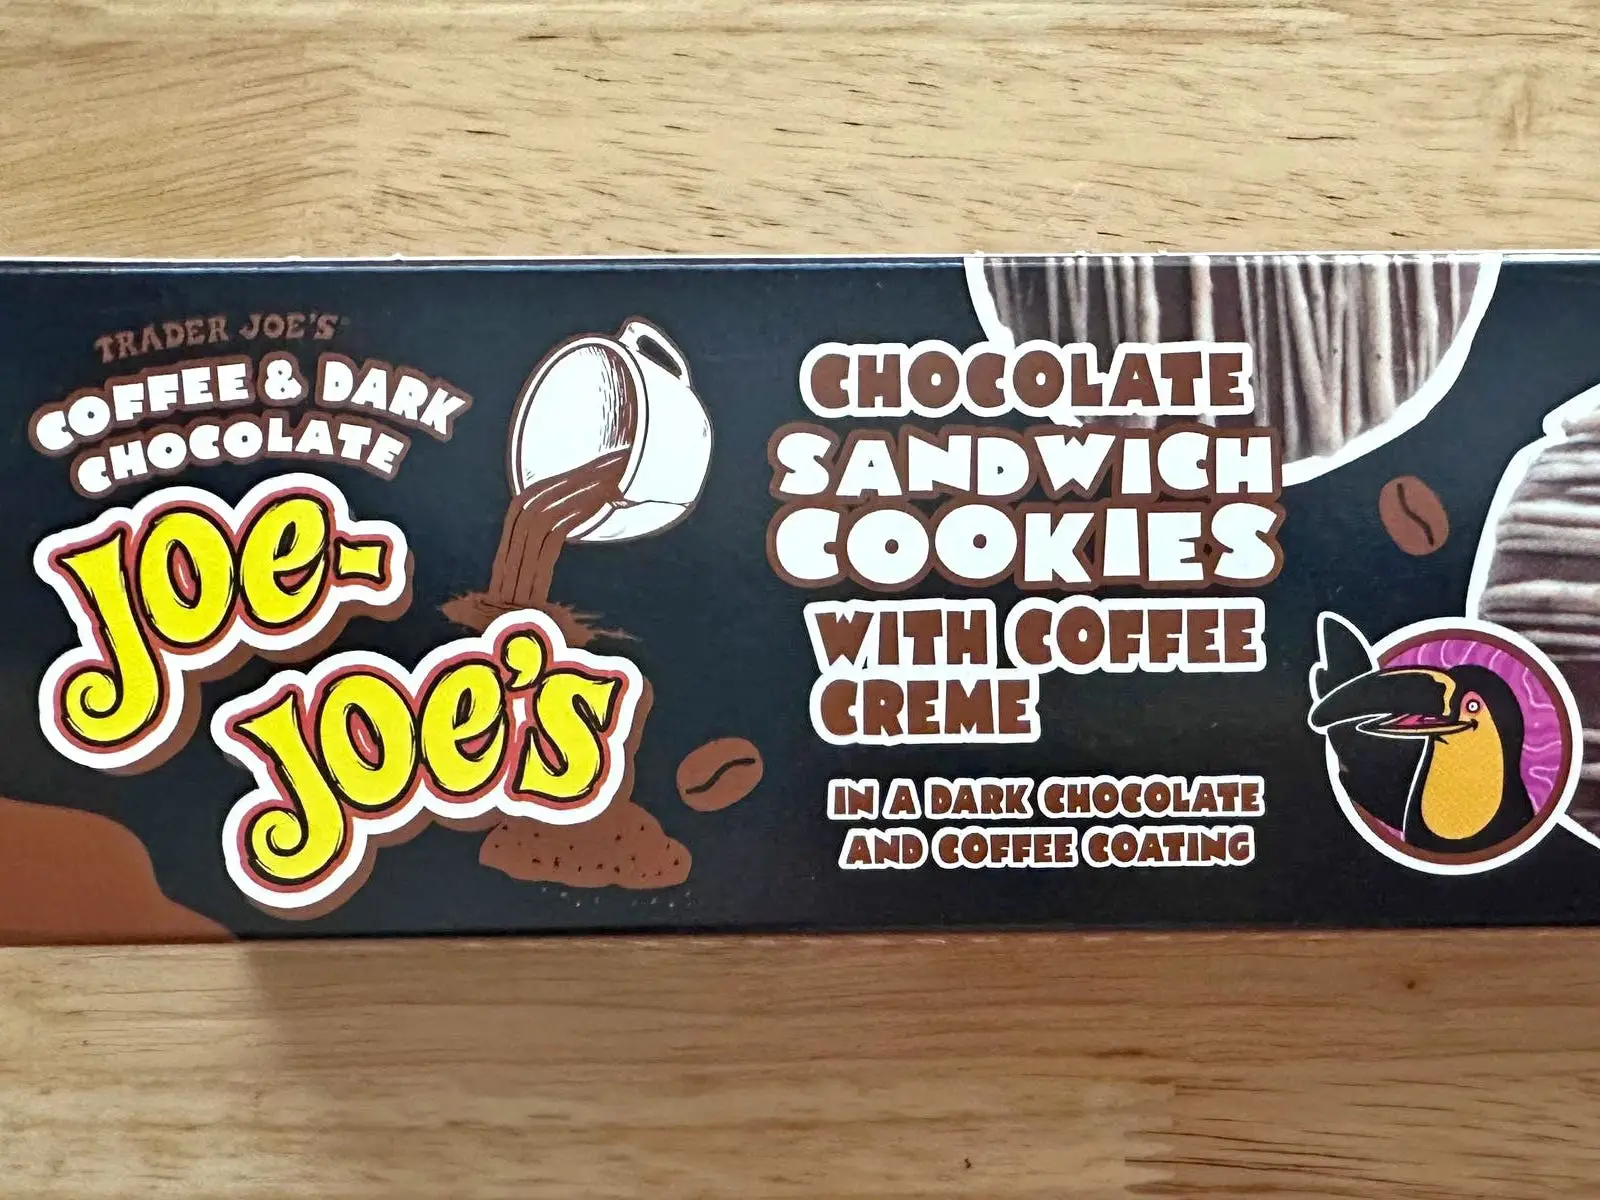 TRADER JOE'S
COFFEE & DARK
CHOCOLATE
JOE-
JOE'S
CHOCOLATE
SANDWICH
COOKIES
WITH COFFEE
CREME
IN A DARK CHOCOLATE
AND COFFEE COATING